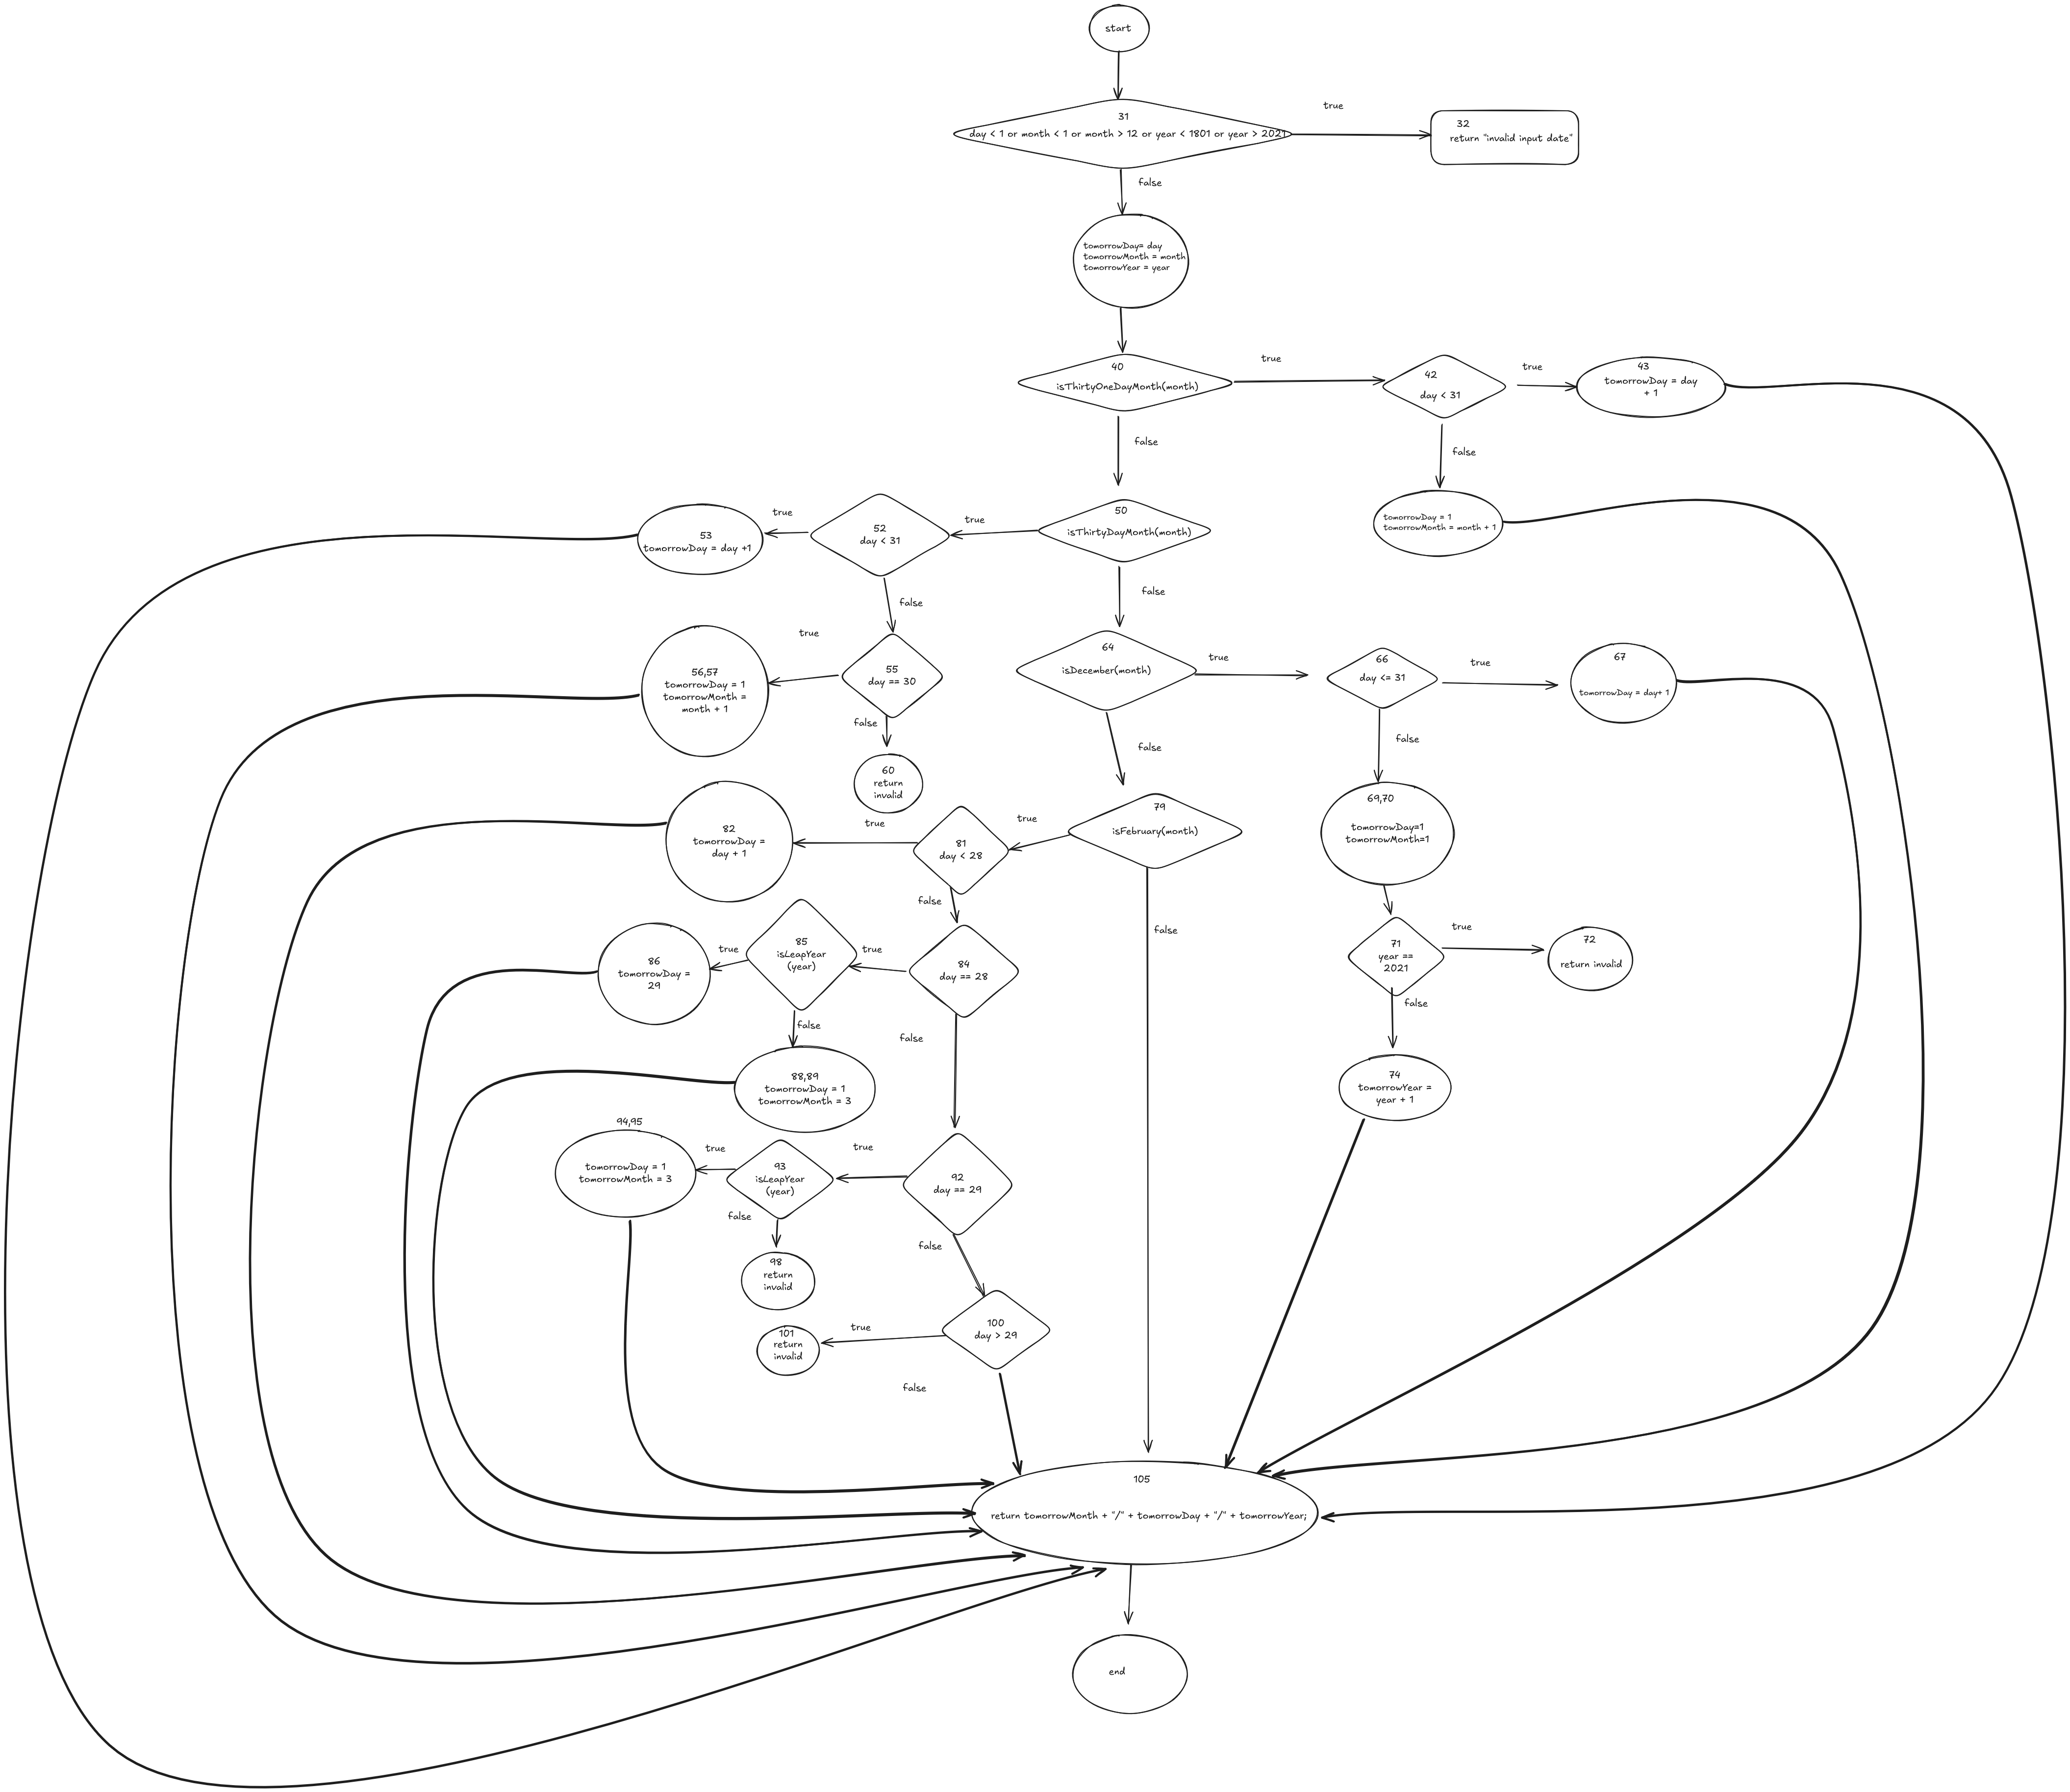 start
31
day < 1 or month < 1 or month > 12 or year < 1801 or year > 2021
true
32
return "invalid input date"
false
tomorrowDay= day
tomorrowMonth = month
tomorrowYear = year
40
isThirtyOneDayMonth(month)
true
42
day < 31
true
43
tomorrowDay = day
+ 1
false
false
tomorrowDay = 1
tomorrowMonth = month + 1
50
isThirtyDayMonth(month)
true
52
day < 31
true
53
tomorrowDay = day +1
false
false
55
day == 30
true
56,57
tomorrowDay = 1
tomorrowMonth =
month + 1
false
60
return
invalid
64
isDecember(month)
true
66
day <= 31
true
67
tomorrowDay = day+ 1
false
false
69,70
tomorrowDay=1
tomorrowMonth=1
71
year ==
2021
true
72
return invalid
false
74
tomorrowYear =
year + 1
79
isFebruary(month)
true
81
day < 28
true
82
tomorrowDay =
day + 1
false
false
84
day == 28
true
85
isLeapYear
(year)
true
86
tomorrowDay =
29
false
88,89
tomorrowDay = 1
tomorrowMonth = 3
false
92
day == 29
true
93
isLeapYear
(year)
true
94,95
tomorrowDay = 1
tomorrowMonth = 3
false
98
return
invalid
false
100
day > 29
true
101
return
invalid
false
105
return tomorrowMonth + "/" + tomorrowDay + "/" + tomorrowYear;
end